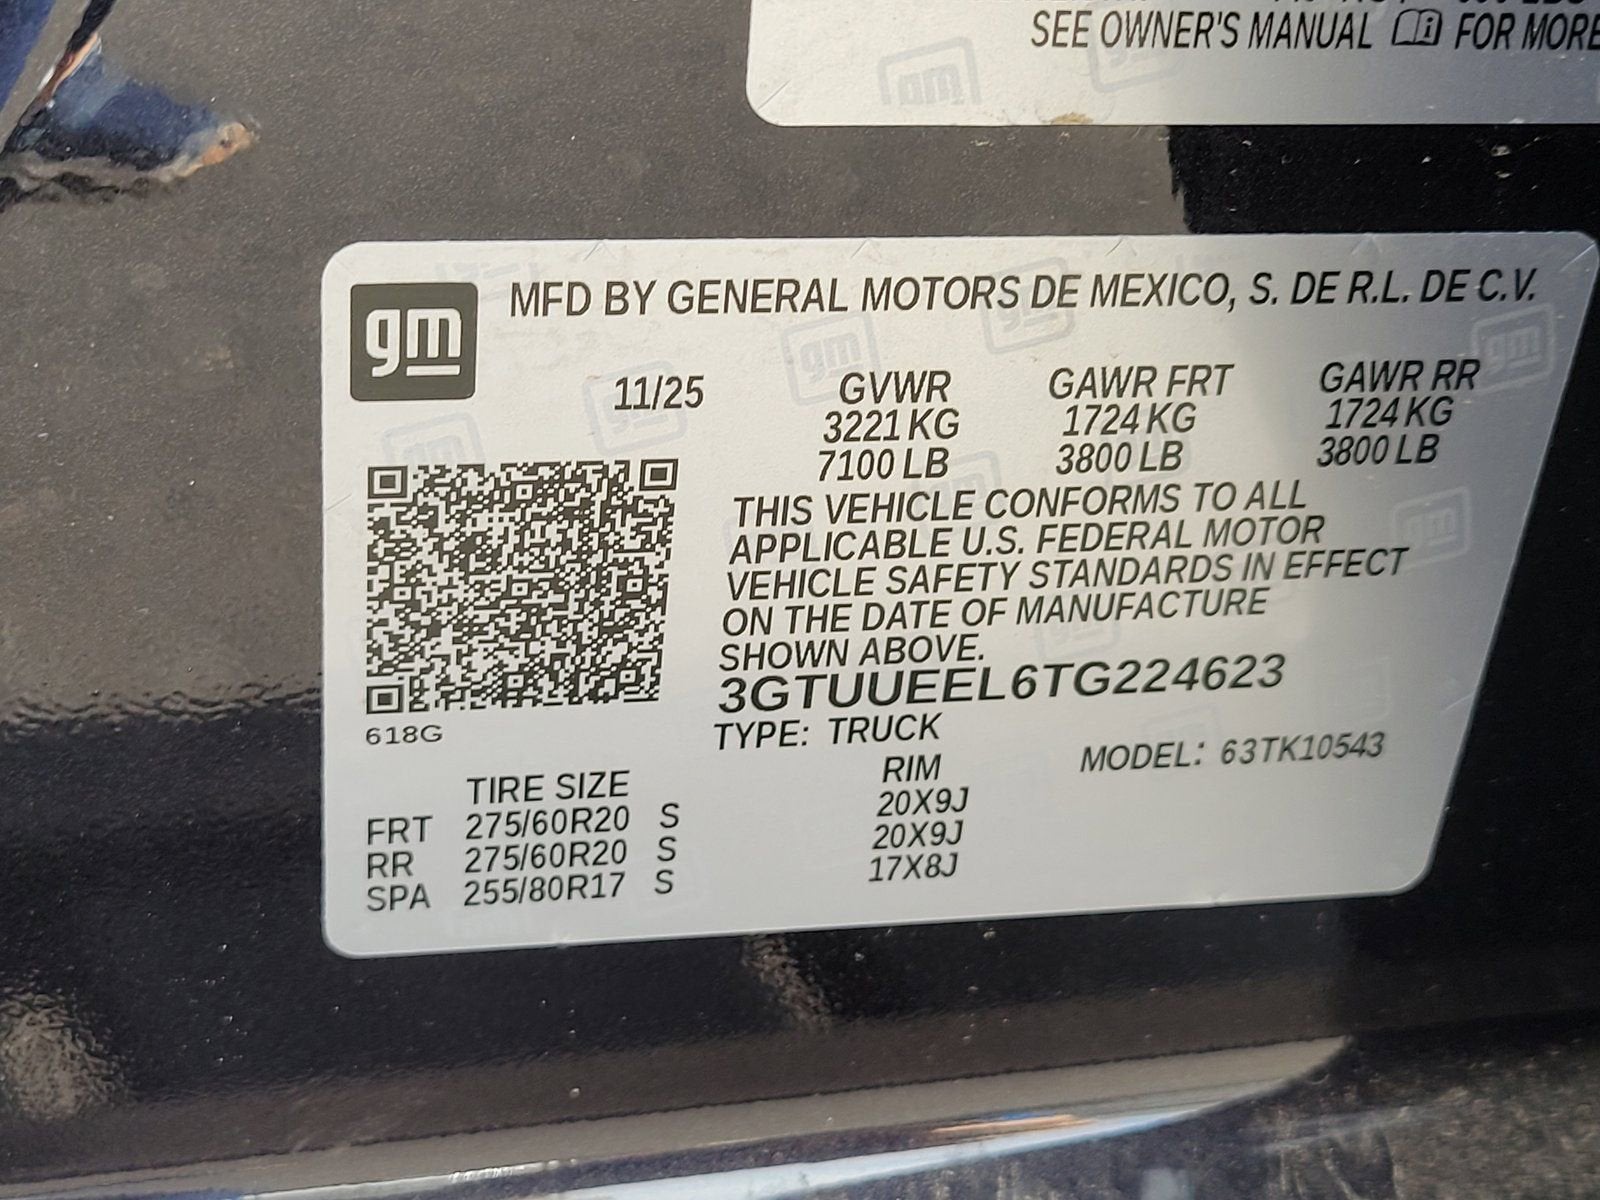 SEE OWNER'S MANUAL FOR MORE
gm
MFD BY GENERAL MOTORS DE MEXICO, S. DE R.L. DE C.V.
11/25 GVWR GAWR FRT GAWR RR
3221 KG 1724 KG 1724 KG
7100 LB 3800 LB 3800 LB
THIS VEHICLE CONFORMS TO ALL
APPLICABLE U.S. FEDERAL MOTOR
VEHICLE SAFETY STANDARDS IN EFFECT
ON THE DATE OF MANUFACTURE
SHOWN ABOVE.
3GTUUEEL6TG224623
618G
TYPE: TRUCK
MODEL: 63TK10543
TIRE SIZE RIM
FRT 275/60R20 S 20X9J
RR 275/60R20 S 20X9J
SPA 255/80R17 S 17X8J